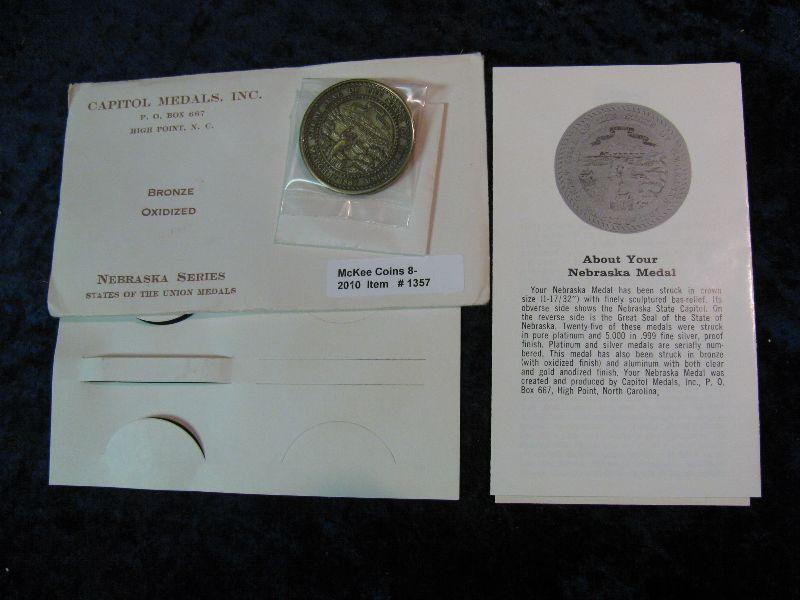 CAPITOL MEDALS, INC.
P. O. BOX 667
HIGH POINT, N. C.
BRONZE
OXIDIZED
NEBRASKA SERIES
STATES OF THE UNION MEDALS
McKee Coins 8-
2010 Item # 1357
About Your
Nebraska Medal
Your Nebraska Medal has been struck in crown
size (1-17/32") with finely sculptured bas-relief. Its
obverse side shows the Nebraska State Capitol. On
the reverse side is the Great Seal of the State of
Nebraska. Twenty-five of these medals were struck
in pure platinum and 5,000 in .999 fine silver, proof
finish. Platinum and silver medals are serially num-
bered. This medal has also been struck in bronze
(with oxidized finish) and aluminum with both clear
and gold anodized finish. Your Nebraska Medal was
created and produced by Capitol Medals, Inc., P. O.
Box 667, High Point, North Carolina.